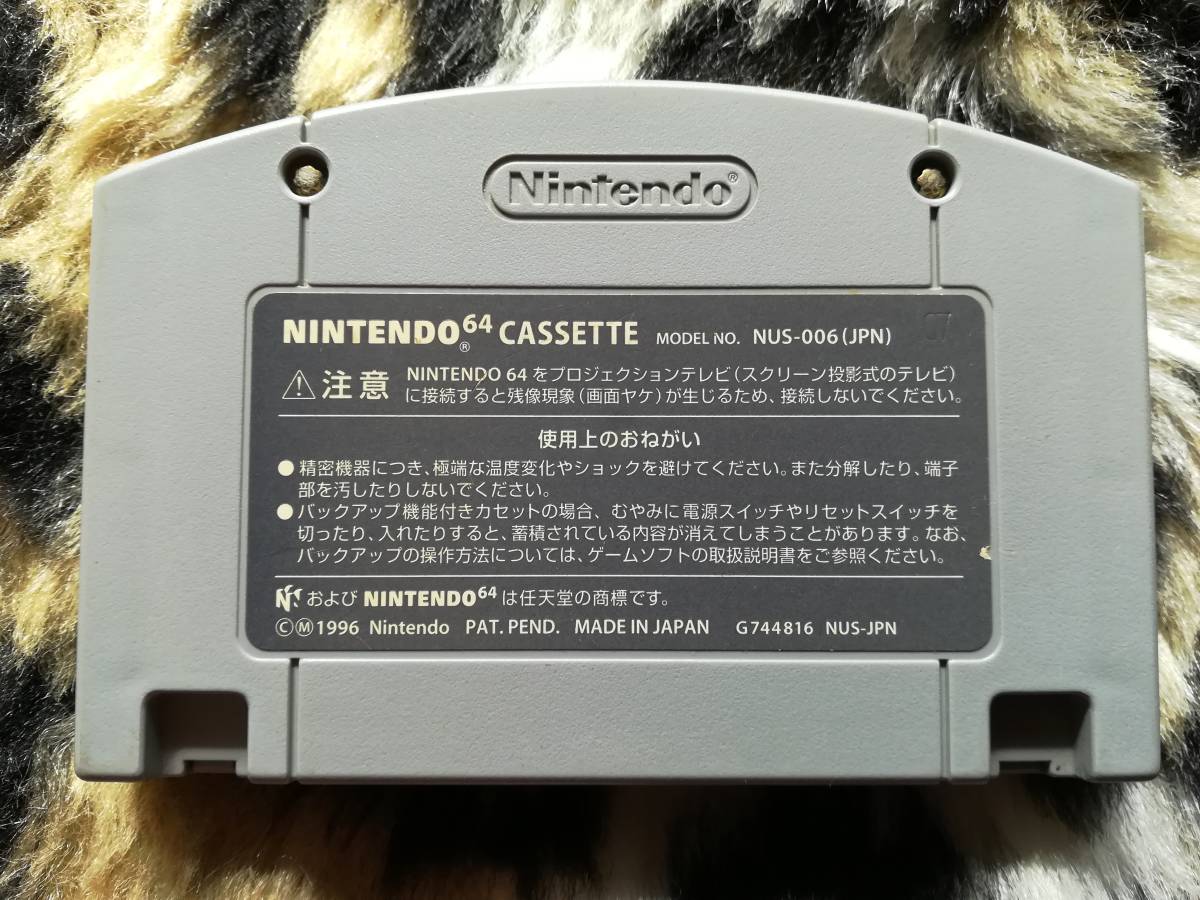 Nintendo®
NINTENDO64® CASSETTE MODEL NO. NUS-006(JPN) 07
⚠注意 NINTENDO 64をプロジェクションテレビ(スクリーン投影式のテレビ)
に接続すると残像現象(画面ヤケ)が生じるため、接続しないでください。
使用上のおねがい
●精密機器につき、極端な温度変化やショックを避けてください。また分解したり、端子
部を汚したりしないでください。
●バックアップ機能付きカセットの場合、むやみに電源スイッチやリセットスイッチを
切ったり、入れたりすると、蓄積されている内容が消えてしまうことがあります。なお、
バックアップの操作方法については、ゲームソフトの取扱説明書をご参照ください。
および NINTENDO64 は任天堂の商標です。
ⒸⓂ1996 Nintendo PAT. PEND. MADE IN JAPAN G744816 NUS-JPN